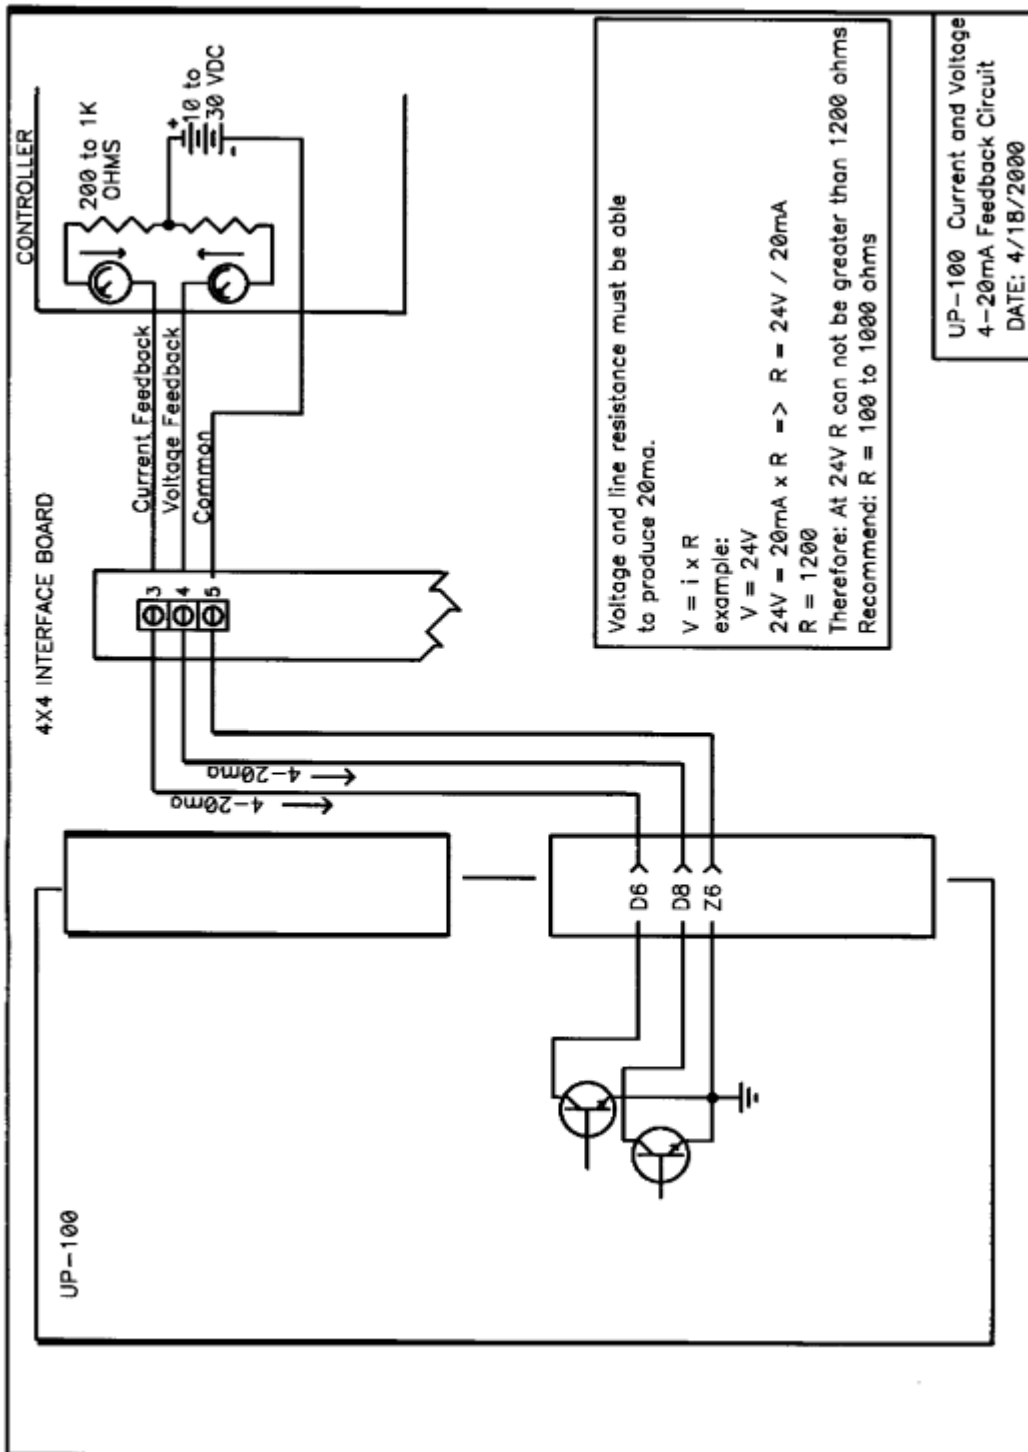 UP-100
4X4 INTERFACE BOARD
CONTROLLER
200 to 1K
OHMS
+
10 to
30 VDC
-
Current Feedback
Voltage Feedback
Common
3
4
5
4-20ma
4-20ma
D6
D8
Z6
Voltage and line resistance must be able
to produce 20ma.
V = i x R
example:
V = 24V
24V = 20mA x R => R = 24V / 20mA
R = 1200
Therefore: At 24V R can not be greater than 1200 ohms
Recommend: R = 100 to 1000 ohms
UP-100 Current and Voltage
4-20mA Feedback Circuit
DATE: 4/18/2000